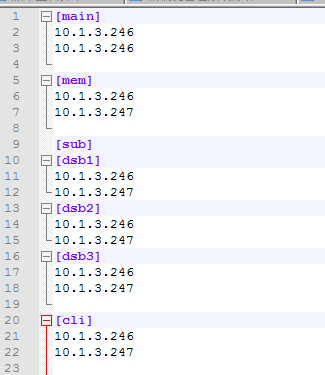 1 [main]
2 10.1.3.246
3 10.1.3.246
4
5 [mem]
6 10.1.3.246
7 10.1.3.247
8
9 [sub]
10 [dsb1]
11 10.1.3.246
12 10.1.3.247
13 [dsb2]
14 10.1.3.246
15 10.1.3.247
16 [dsb3]
17 10.1.3.246
18 10.1.3.247
19
20 [cli]
21 10.1.3.246
22 10.1.3.247
23